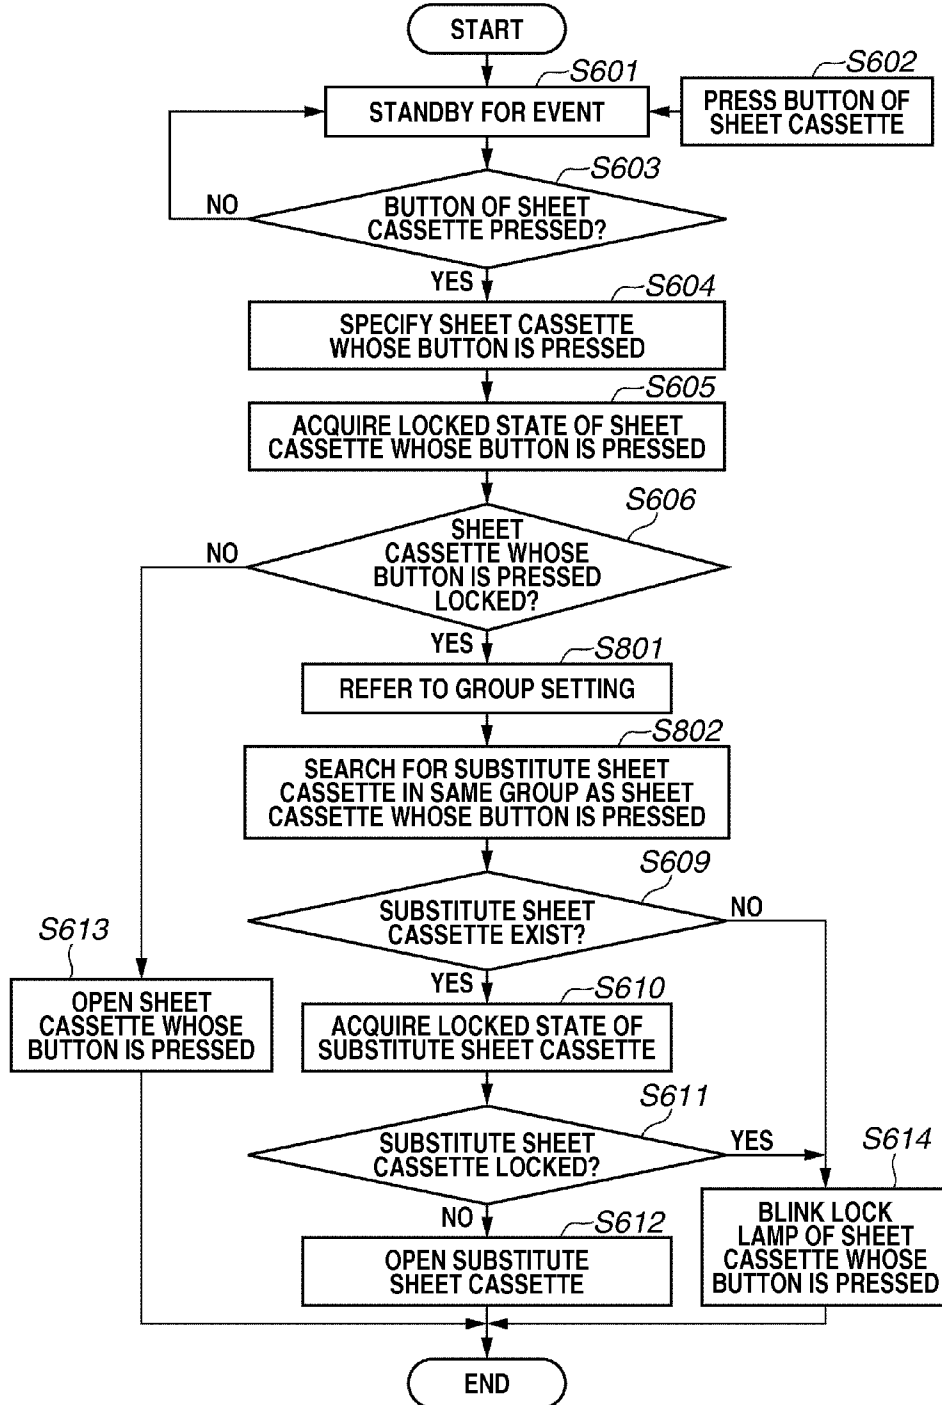 START
S601
STANDBY FOR EVENT
S602
PRESS BUTTON OF
SHEET CASSETTE
S603
BUTTON OF SHEET
CASSETTE PRESSED?
NO
YES
S604
SPECIFY SHEET CASSETTE
WHOSE BUTTON IS PRESSED
S605
ACQUIRE LOCKED STATE OF SHEET
CASSETTE WHOSE BUTTON IS PRESSED
S606
SHEET
CASSETTE WHOSE
BUTTON IS PRESSED
LOCKED?
NO
YES
S801
REFER TO GROUP SETTING
S802
SEARCH FOR SUBSTITUTE SHEET
CASSETTE IN SAME GROUP AS SHEET
CASSETTE WHOSE BUTTON IS PRESSED
S609
SUBSTITUTE SHEET
CASSETTE EXIST?
NO
YES
S613
OPEN SHEET
CASSETTE WHOSE
BUTTON IS PRESSED
S610
ACQUIRE LOCKED STATE OF
SUBSTITUTE SHEET CASSETTE
S611
SUBSTITUTE SHEET
CASSETTE LOCKED?
YES
NO
S614
BLINK LOCK
LAMP OF SHEET
CASSETTE WHOSE
BUTTON IS PRESSED
S612
OPEN SUBSTITUTE
SHEET CASSETTE
END